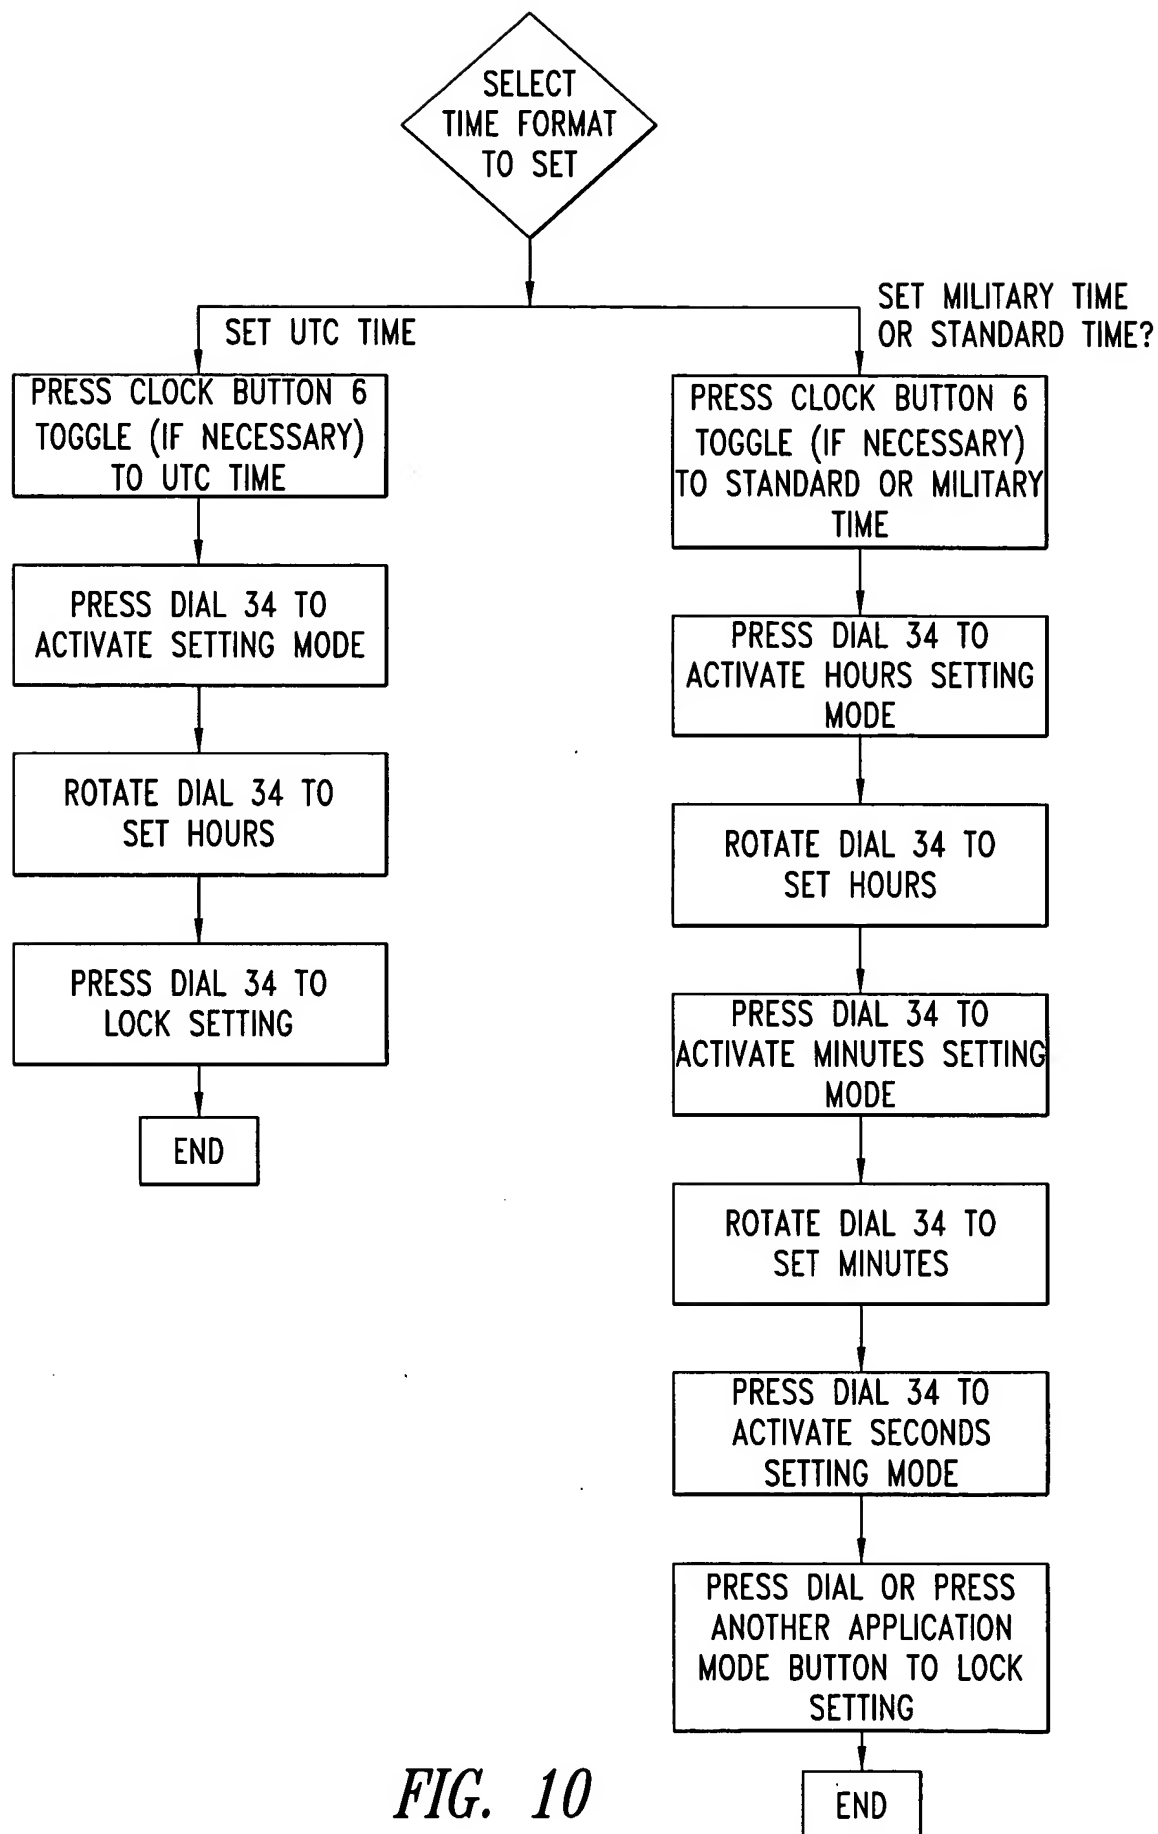 SELECT
TIME FORMAT
TO SET
SET UTC TIME
PRESS CLOCK BUTTON 6
TOGGLE (IF NECESSARY)
TO UTC TIME
PRESS DIAL 34 TO
ACTIVATE SETTING MODE
ROTATE DIAL 34 TO
SET HOURS
PRESS DIAL 34 TO
LOCK SETTING
END
SET MILITARY TIME
OR STANDARD TIME?
PRESS CLOCK BUTTON 6
TOGGLE (IF NECESSARY)
TO STANDARD OR MILITARY
TIME
PRESS DIAL 34 TO
ACTIVATE HOURS SETTING
MODE
ROTATE DIAL 34 TO
SET HOURS
PRESS DIAL 34 TO
ACTIVATE MINUTES SETTING
MODE
ROTATE DIAL 34 TO
SET MINUTES
PRESS DIAL 34 TO
ACTIVATE SECONDS
SETTING MODE
PRESS DIAL OR PRESS
ANOTHER APPLICATION
MODE BUTTON TO LOCK
SETTING
END
FIG. 10